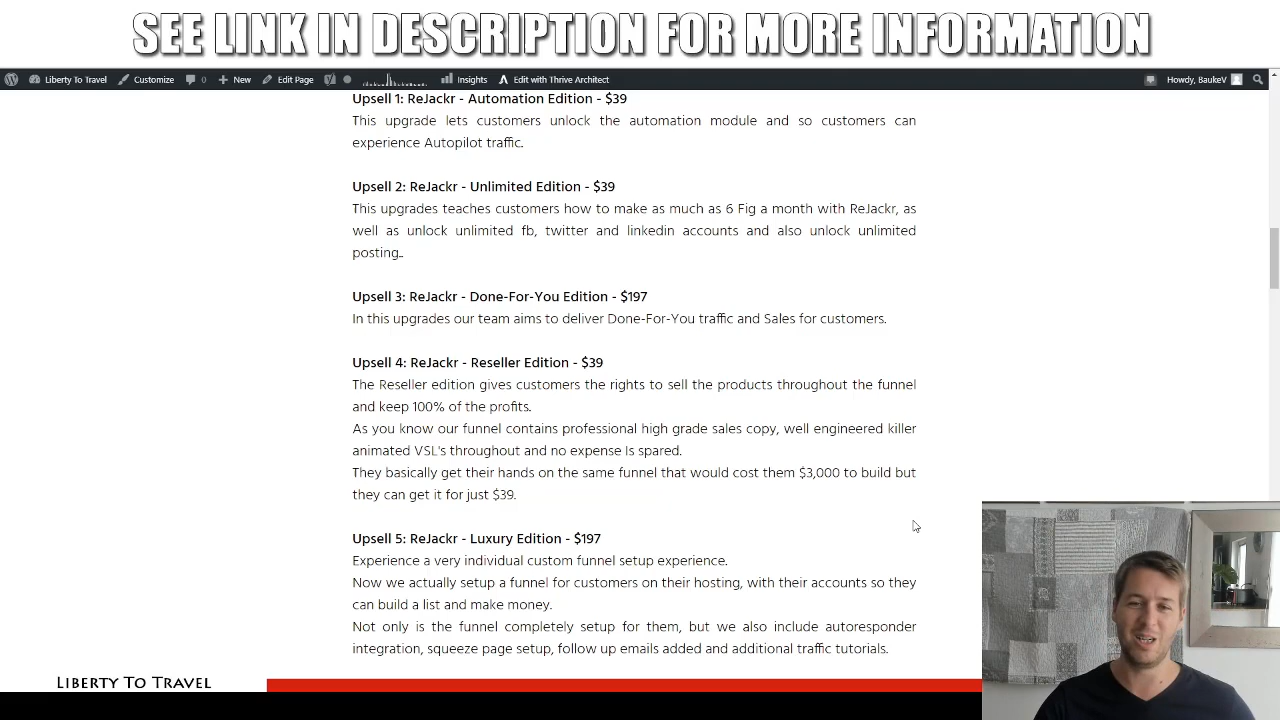 SEE LINK IN DESCRIPTION FOR MORE INFORMATION
Liberty To Travel Customize 0 New Edit Page Insights Edit with Thrive Architect Howdy, BaukeV
Upsell 1: ReJackr - Automation Edition - $39
This upgrade lets customers unlock the automation module and so customers can
experience Autopilot traffic.
Upsell 2: ReJackr - Unlimited Edition - $39
This upgrades teaches customers how to make as much as 6 Fig a month with ReJackr, as
well as unlock unlimited fb, twitter and linkedin accounts and also unlock unlimited
posting..
Upsell 3: ReJackr - Done-For-You Edition - $197
In this upgrades our team aims to deliver Done-For-You traffic and Sales for customers.
Upsell 4: ReJackr - Reseller Edition - $39
The Reseller edition gives customers the rights to sell the products throughout the funnel
and keep 100% of the profits.
As you know our funnel contains professional high grade sales copy, well engineered killer
animated VSL's throughout and no expense Is spared.
They basically get their hands on the same funnel that would cost them $3,000 to build but
they can get it for just $39.
Upsell 5: ReJackr - Luxury Edition - $197
a very individual custom funnel setup experience.
Now we actually setup a funnel for customers on their hosting, with their accounts so they
can build a list and make money.
Not only is the funnel completely setup for them, but we also include autoresponder
integration, squeeze page setup, follow up emails added and additional traffic tutorials.
LIBERTY TO TRAVEL